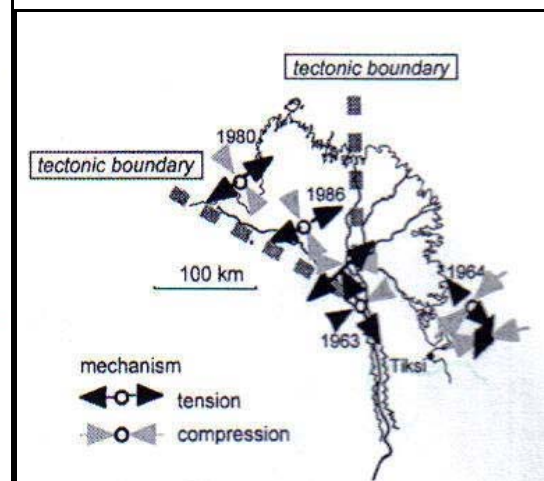 tectonic boundary
1980
tectonic boundary
1986
100 km
1964
1963
Tiksi
mechanism
tension
compression